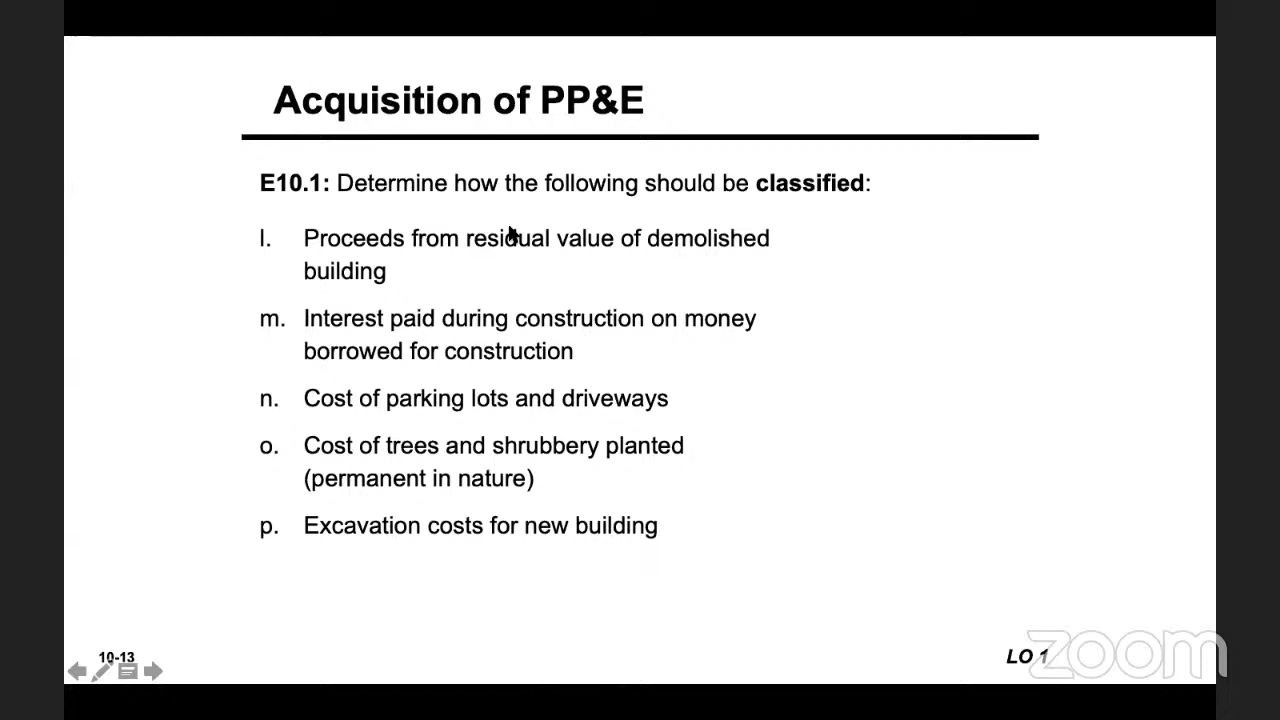 Acquisition of PP&E
E10.1: Determine how the following should be classified:
l. Proceeds from residual value of demolished
building
m. Interest paid during construction on money
borrowed for construction
n. Cost of parking lots and driveways
o. Cost of trees and shrubbery planted
(permanent in nature)
p. Excavation costs for new building
10-13
LO 1
zoom